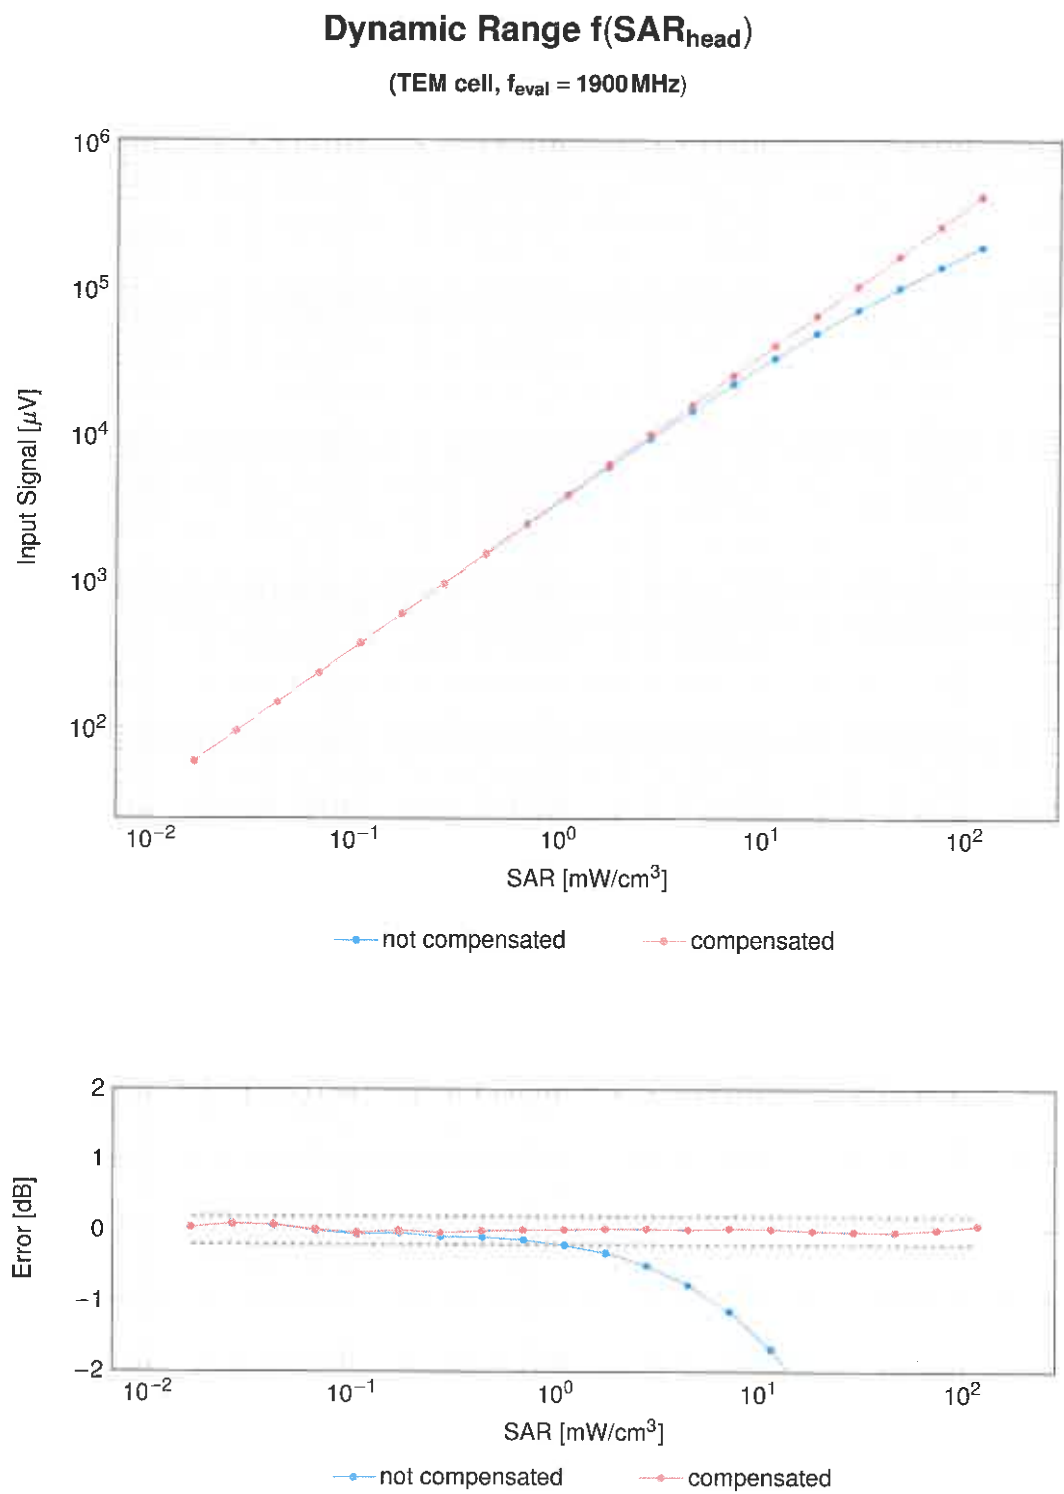 Dynamic Range f(SAR_head)
(TEM cell, f_eval = 1900 MHz)
10^6
10^5
10^4
10^3
10^2
Input Signal [µV]
10^−2 10^−1 10^0 10^1 10^2
SAR [mW/cm^3]
not compensated compensated
2
1
0
−1
−2
Error [dB]
10^−2 10^−1 10^0 10^1 10^2
SAR [mW/cm^3]
not compensated compensated